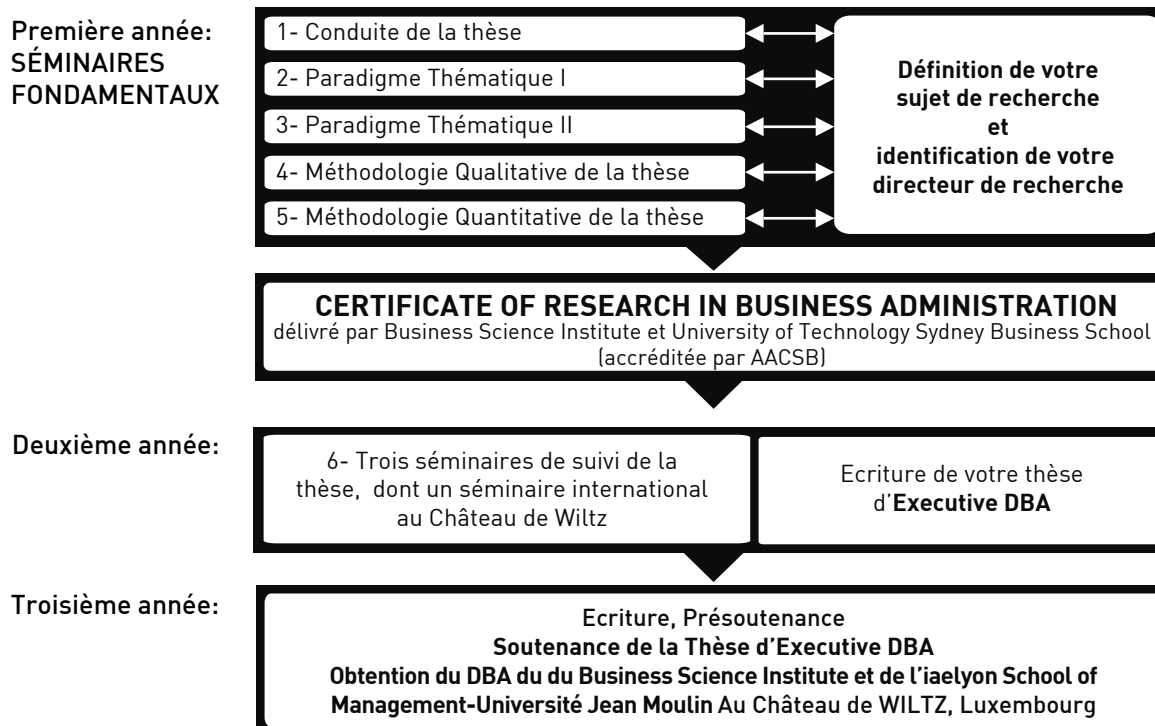 Première année:
SÉMINAIRES
FONDAMENTAUX
1- Conduite de la thèse
2- Paradigme Thématique I
3- Paradigme Thématique II
4- Méthodologie Qualitative de la thèse
5- Méthodologie Quantitative de la thèse
Définition de votre
sujet de recherche
et
identification de votre
directeur de recherche
CERTIFICATE OF RESEARCH IN BUSINESS ADMINISTRATION
délivré par Business Science Institute et University of Technology Sydney Business School
(accréditée par AACSB)
Deuxième année:
6- Trois séminaires de suivi de la
thèse, dont un séminaire international
au Château de Wiltz
Ecriture de votre thèse
d'Executive DBA
Troisième année:
Ecriture, Présoutenance
Soutenance de la Thèse d'Executive DBA
Obtention du DBA du du Business Science Institute et de l'iaelyon School of
Management-Université Jean Moulin Au Château de WILTZ, Luxembourg